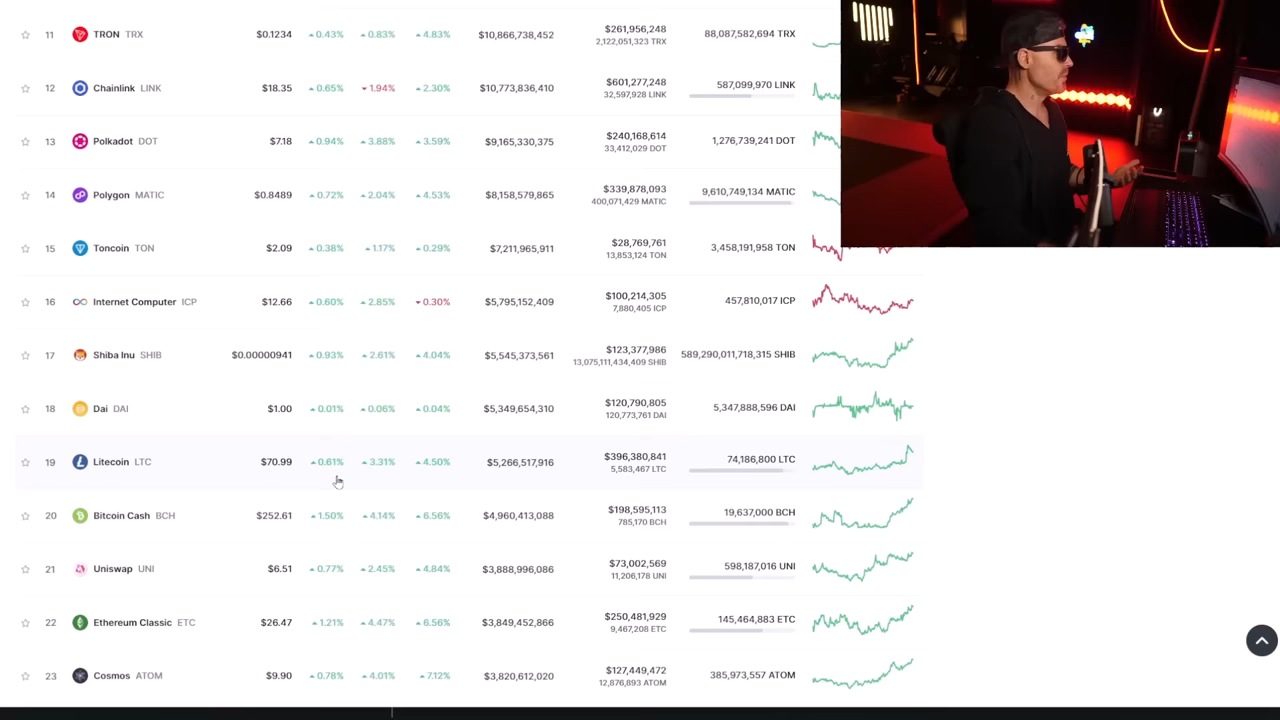 11 TRON TRX $0.1234 0.43% 0.83% 4.83% $10,866,738,452 $261,956,248 88,087,582,694 TRX
2,122,051,323 TRX
12 Chainlink LINK $18.35 0.65% 1.94% 2.30% $10,773,836,410 $601,277,248 587,099,970 LINK
32,597,928 LINK
13 Polkadot DOT $7.18 0.94% 3.88% 3.59% $9,165,330,375 $240,168,614 1,276,739,241 DOT
33,412,029 DOT
14 Polygon MATIC $0.8489 0.72% 2.04% 4.53% $8,158,579,865 $339,878,093 9,610,749,134 MATIC
400,071,429 MATIC
15 Toncoin TON $2.09 0.38% 1.17% 0.29% $7,211,965,911 $28,769,761 3,458,191,958 TON
13,853,124 TON
16 Internet Computer ICP $12.66 0.60% 2.85% 0.30% $5,795,152,409 $100,214,305 457,810,017 ICP
7,880,405 ICP
17 Shiba Inu SHIB $0.00000941 0.93% 2.61% 4.04% $5,545,373,561 $123,377,986 589,290,011,718,315 SHIB
13,075,111,434,409 SHIB
18 Dai DAI $1.00 0.01% 0.06% 0.04% $5,349,654,310 $120,790,805 5,347,888,596 DAI
120,773,761 DAI
19 Litecoin LTC $70.99 0.61% 3.31% 4.50% $5,266,517,916 $396,380,841 74,186,800 LTC
5,583,467 LTC
20 Bitcoin Cash BCH $252.61 1.50% 4.14% 6.56% $4,960,413,088 $198,595,113 19,637,000 BCH
785,170 BCH
21 Uniswap UNI $6.51 0.77% 2.45% 4.84% $3,888,996,086 $73,002,569 598,187,016 UNI
11,206,178 UNI
22 Ethereum Classic ETC $26.47 1.21% 4.47% 6.56% $3,849,452,866 $250,481,929 145,464,883 ETC
9,467,208 ETC
23 Cosmos ATOM $9.90 0.78% 4.01% 7.12% $3,820,612,020 $127,449,472 385,973,557 ATOM
12,876,893 ATOM